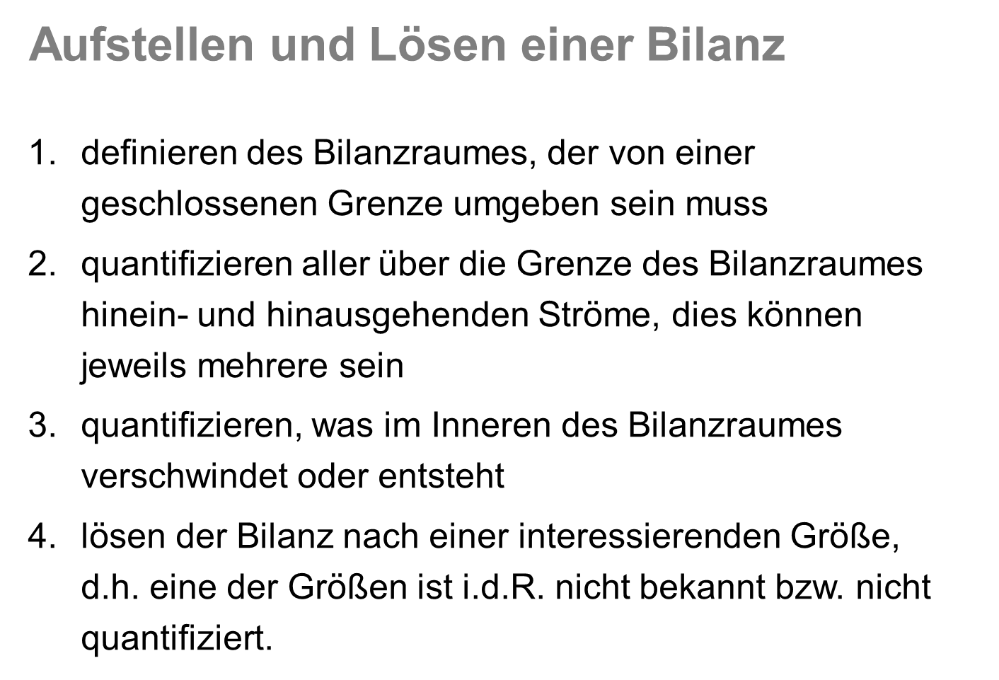 Aufstellen und Lösen einer Bilanz
1. definieren des Bilanzraumes, der von einer
geschlossenen Grenze umgeben sein muss
2. quantifizieren aller über die Grenze des Bilanzraumes
hinein- und hinausgehenden Ströme, dies können
jeweils mehrere sein
3. quantifizieren, was im Inneren des Bilanzraumes
verschwindet oder entsteht
4. lösen der Bilanz nach einer interessierenden Größe,
d.h. eine der Größen ist i.d.R. nicht bekannt bzw. nicht
quantifiziert.